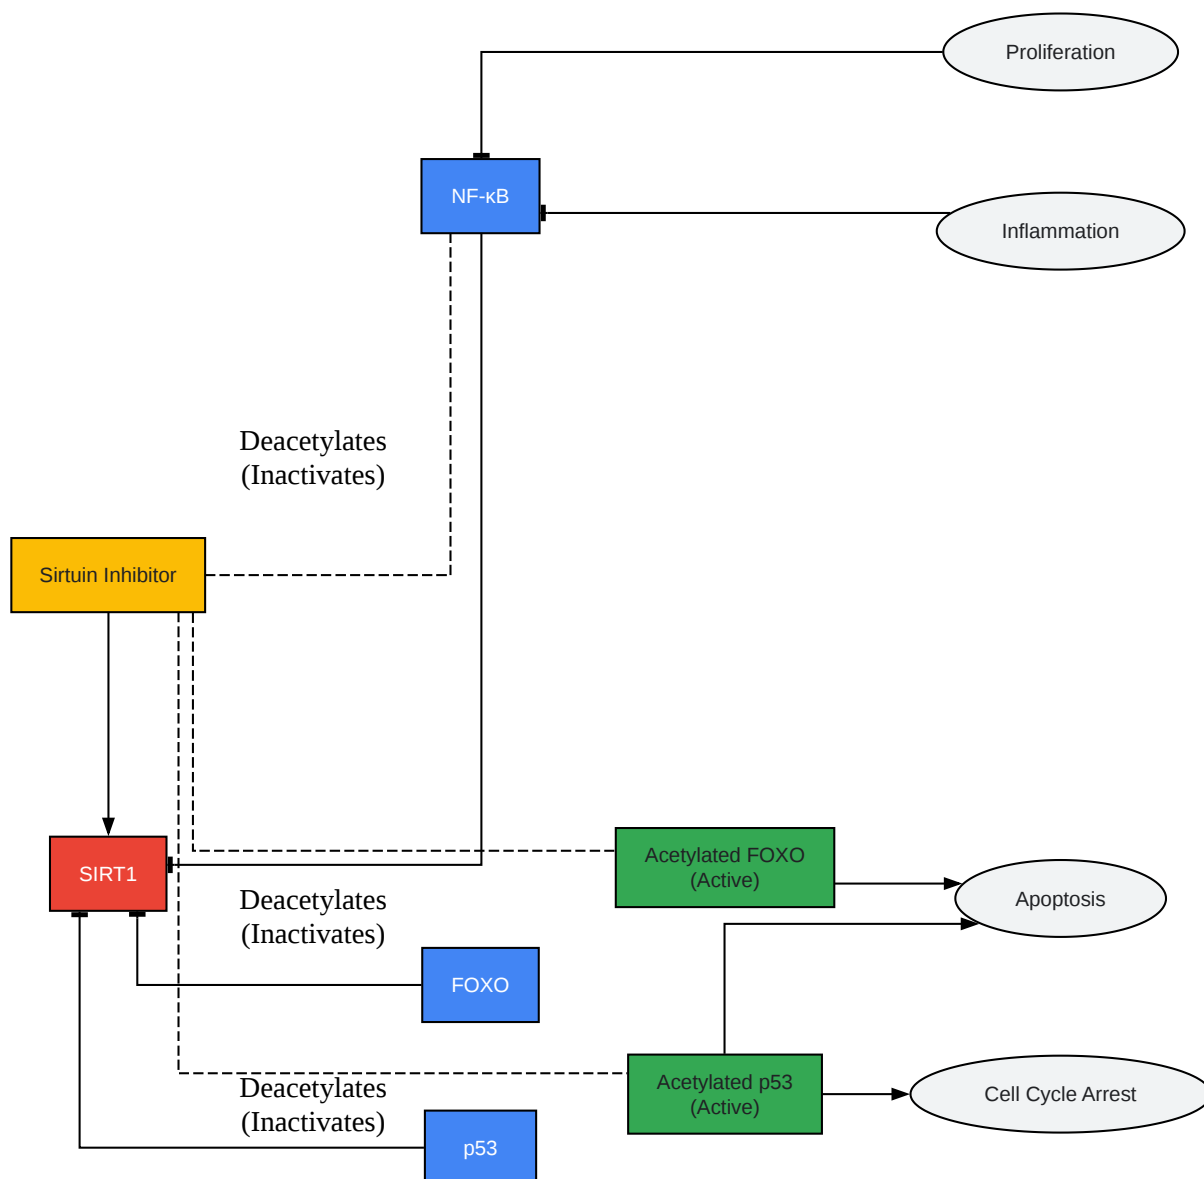 Proliferation
NF-κB
Inflammation
Deacetylates
(Inactivates)
Sirtuin Inhibitor
SIRT1
Acetylated FOXO
(Active)
Apoptosis
Deacetylates
(Inactivates)
FOXO
Acetylated p53
(Active)
Cell Cycle Arrest
Deacetylates
(Inactivates)
p53